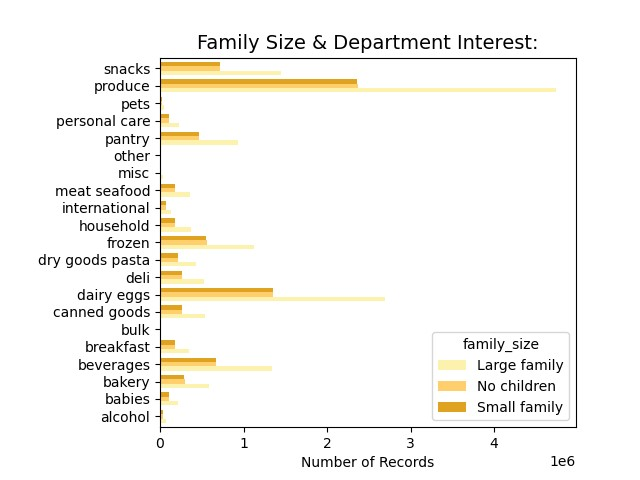 Family Size & Department Interest:
snacks
produce
pets
personal care
pantry
other
misc
meat seafood
international
household
frozen
dry goods pasta
deli
dairy eggs
canned goods
bulk
breakfast
beverages
bakery
babies
alcohol
family_size
Large family
No children
Small family
0 1 2 3 4
1e6
Number of Records